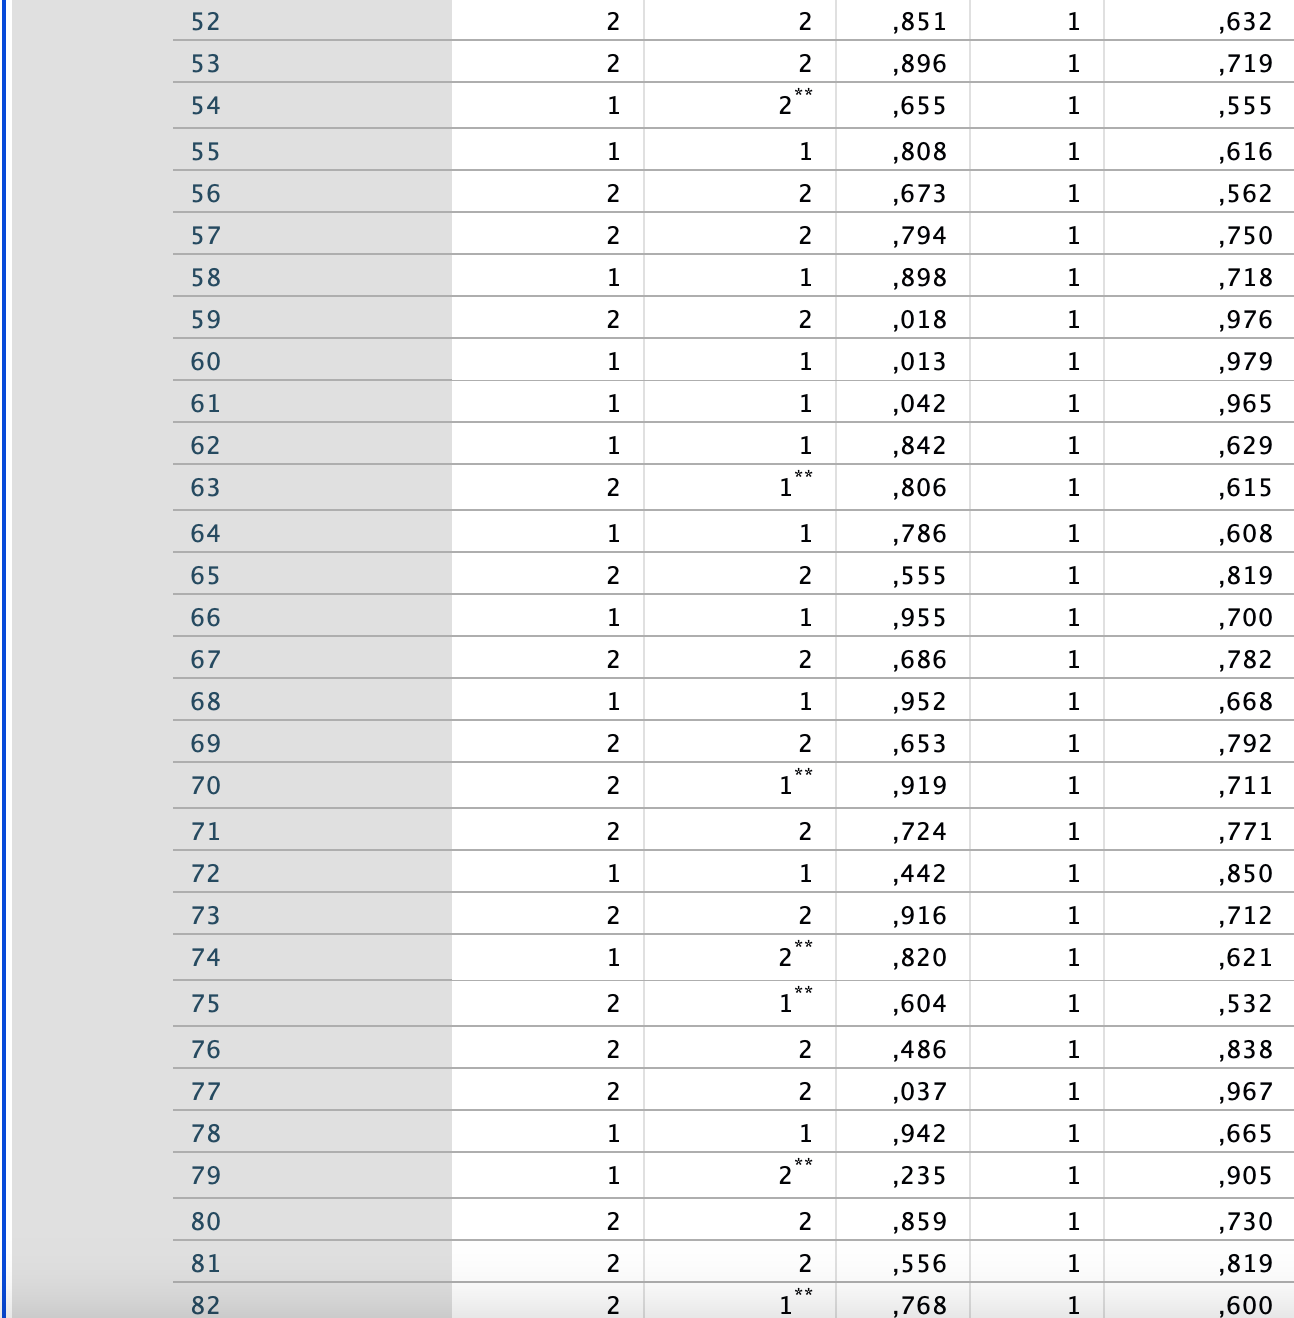 52 2 2 ,851 1 ,632
53 2 2 ,896 1 ,719
54 1 2** ,655 1 ,555
55 1 1 ,808 1 ,616
56 2 2 ,673 1 ,562
57 2 2 ,794 1 ,750
58 1 1 ,898 1 ,718
59 2 2 ,018 1 ,976
60 1 1 ,013 1 ,979
61 1 1 ,042 1 ,965
62 1 1 ,842 1 ,629
63 2 1** ,806 1 ,615
64 1 1 ,786 1 ,608
65 2 2 ,555 1 ,819
66 1 1 ,955 1 ,700
67 2 2 ,686 1 ,782
68 1 1 ,952 1 ,668
69 2 2 ,653 1 ,792
70 2 1** ,919 1 ,711
71 2 2 ,724 1 ,771
72 1 1 ,442 1 ,850
73 2 2 ,916 1 ,712
74 1 2** ,820 1 ,621
75 2 1** ,604 1 ,532
76 2 2 ,486 1 ,838
77 2 2 ,037 1 ,967
78 1 1 ,942 1 ,665
79 1 2** ,235 1 ,905
80 2 2 ,859 1 ,730
81 2 2 ,556 1 ,819
82 2 1** ,768 1 ,600